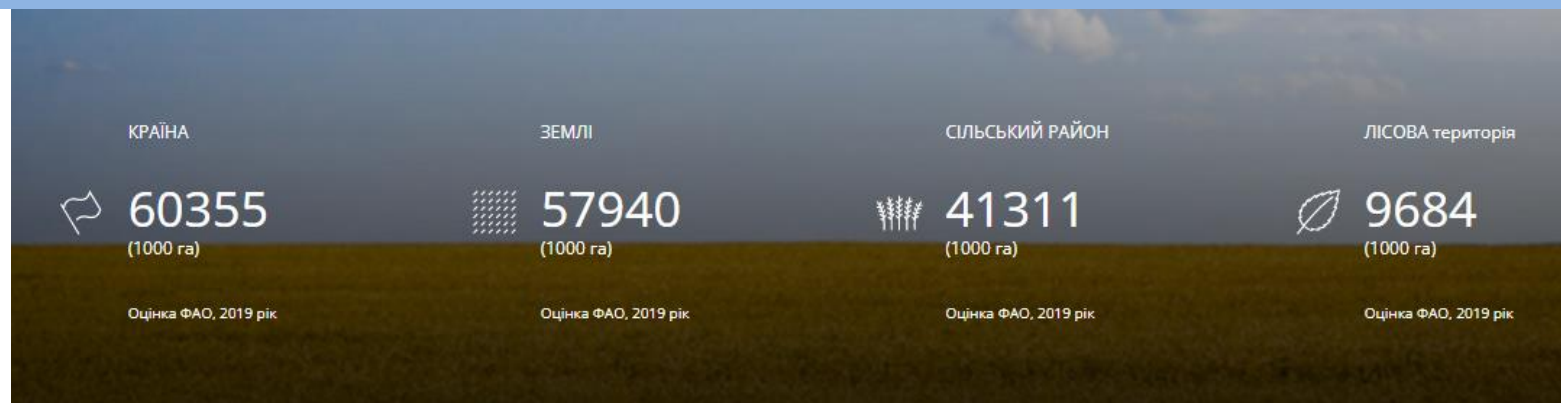 КРАЇНА
60355
(1000 га)
Оцінка ФАО, 2019 рік
ЗЕМЛІ
57940
(1000 га)
Оцінка ФАО, 2019 рік
СІЛЬСЬКИЙ РАЙОН
41311
(1000 га)
Оцінка ФАО, 2019 рік
ЛІСОВА територія
9684
(1000 га)
Оцінка ФАО, 2019 рік